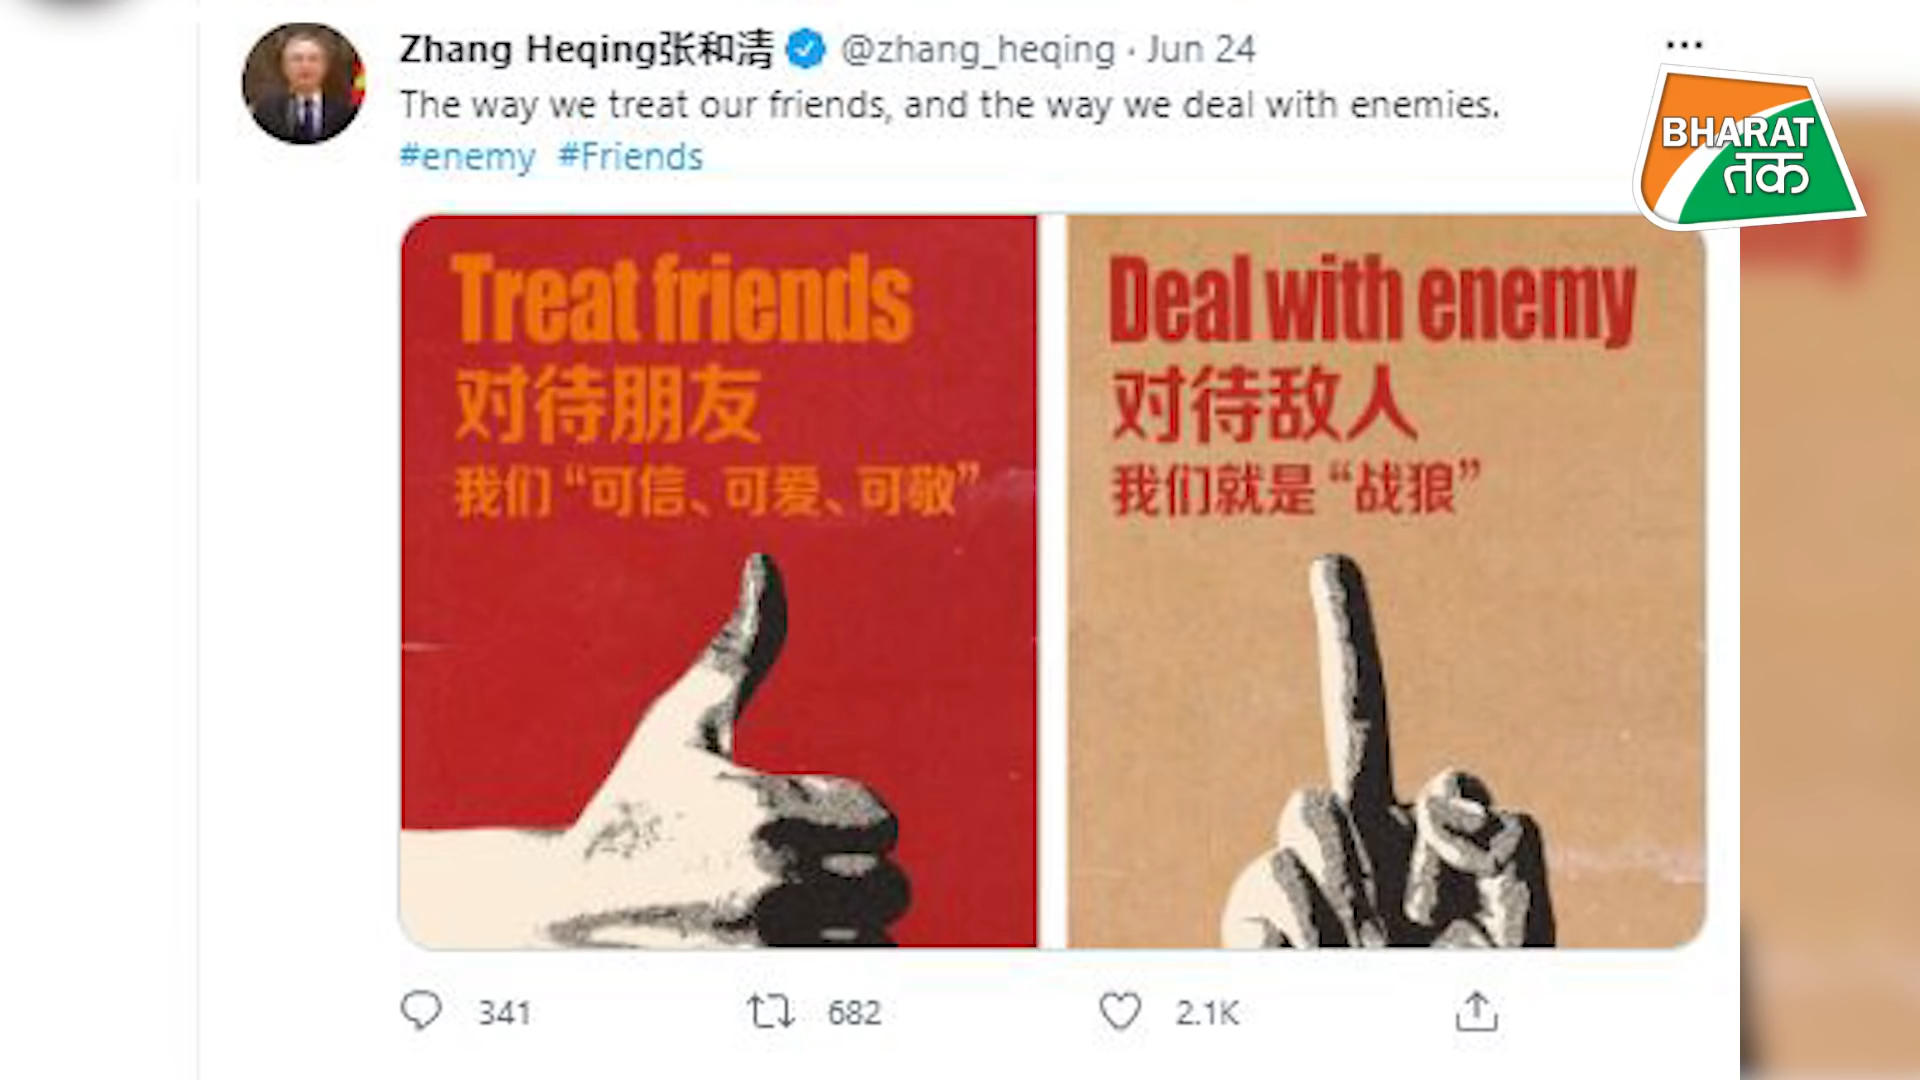 Zhang Heqing张和清 @zhang_heqing · Jun 24
The way we treat our friends, and the way we deal with enemies.
#enemy #Friends
BHARAT
तक
Treat friends
对待朋友
我们“可信、可爱、可敬”
Deal with enemy
对待敌人
我们就是“战狼”
341 682 2.1K